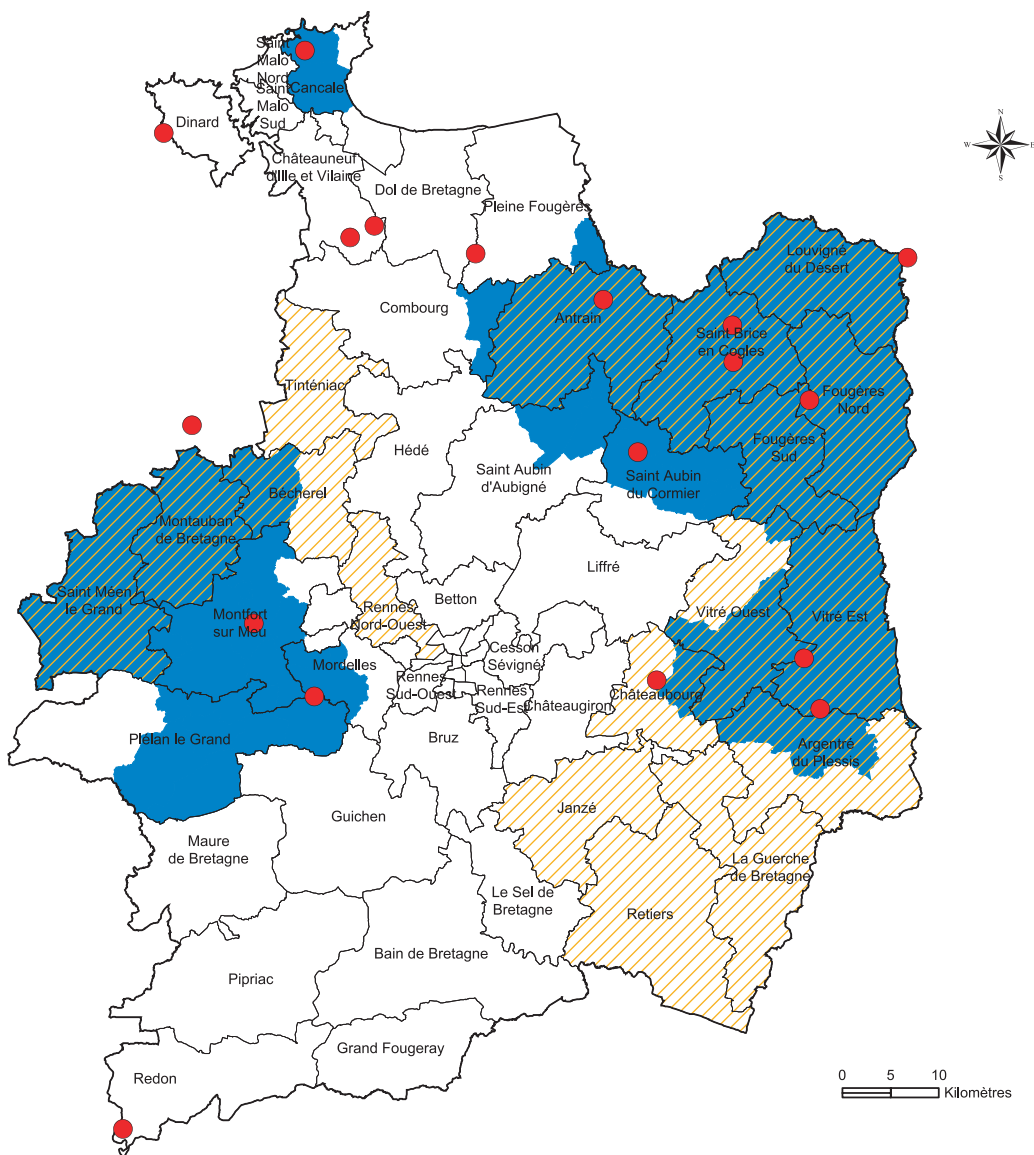 Saint
Malo
Nord
Cancale
Saint
Malo
Sud
Dinard
N
W
E
S
Châteauneuf
d'Ille et Vilaine
Dol de Bretagne
Pleine Fougères
Louvigné
du Désert
Combourg
Antrain
Saint Brice
en Cogles
Tinténiac
Fougères
Nord
Hédé
Fougères
Sud
Saint Aubin
d'Aubigné
Saint Aubin
du Cormier
Bécherel
Montauban
de Bretagne
Liffré
Saint Méen
le Grand
Betton
Vitré Ouest
Vitré Est
Montfort
sur Meu
Rennes
Nord-Ouest
Cesson
Sévigné
Mordelles
Rennes
Sud-Ouest
Rennes
Sud-Est
Châteaugiron
Châteaubourg
Plélan le Grand
Bruz
Argentré
du Plessis
Guichen
Janzé
Maure
de Bretagne
La Guerche
de Bretagne
Le Sel de
Bretagne
Retiers
Bain de Bretagne
Pipriac
Grand Fougeray
Redon
0 5 10
Kilomètres